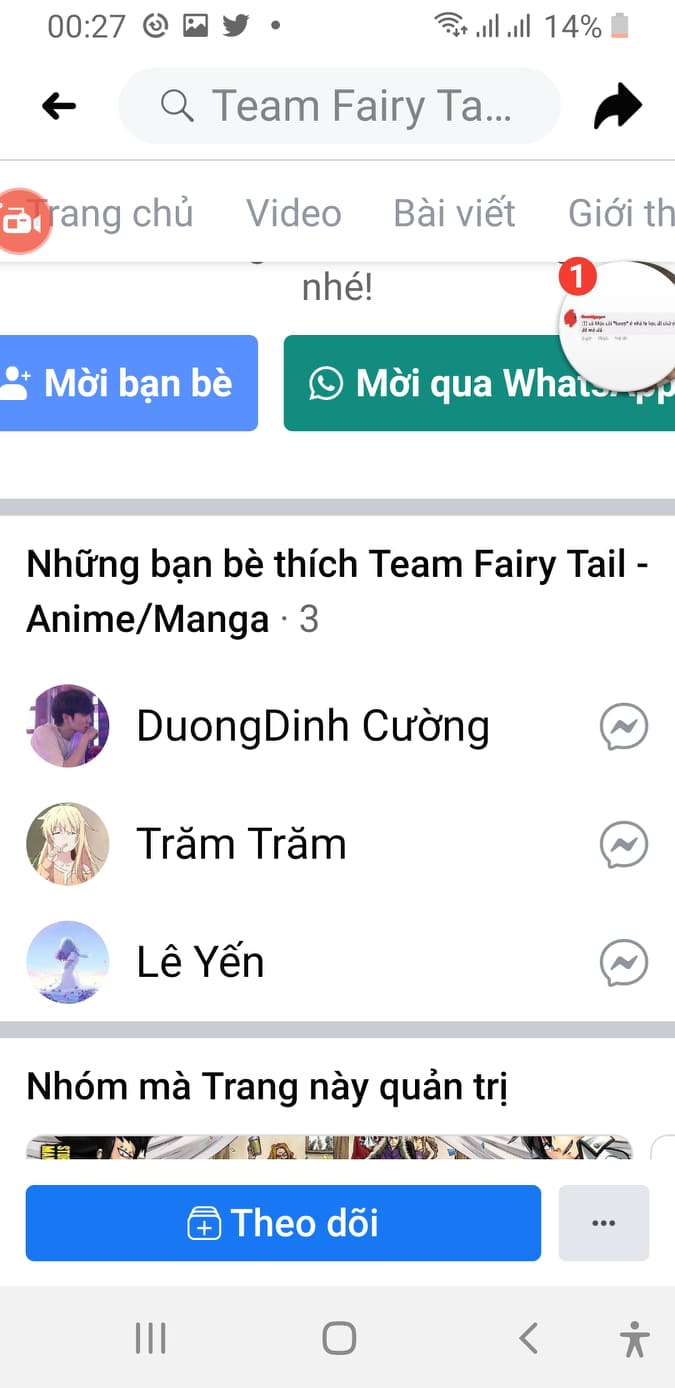 00:27
14%
Team Fairy Ta...
Trang chủ Video Bài viết Giới th
nhé!
1
Mời bạn bè
Mời qua WhatsApp
Những bạn bè thích Team Fairy Tail -
Anime/Manga · 3
DuongDinh Cường
Trăm Trăm
Lê Yến
Nhóm mà Trang này quản trị
Theo dõi